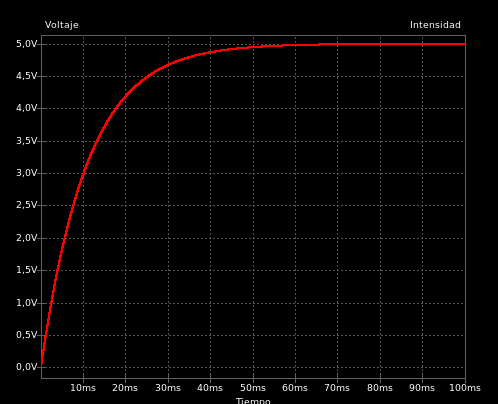 Voltaje Intensidad
5,0V
4,5V
4,0V
3,5V
3,0V
2,5V
2,0V
1,5V
1,0V
0,5V
0,0V
10ms 20ms 30ms 40ms 50ms 60ms 70ms 80ms 90ms 100ms
Tiempo